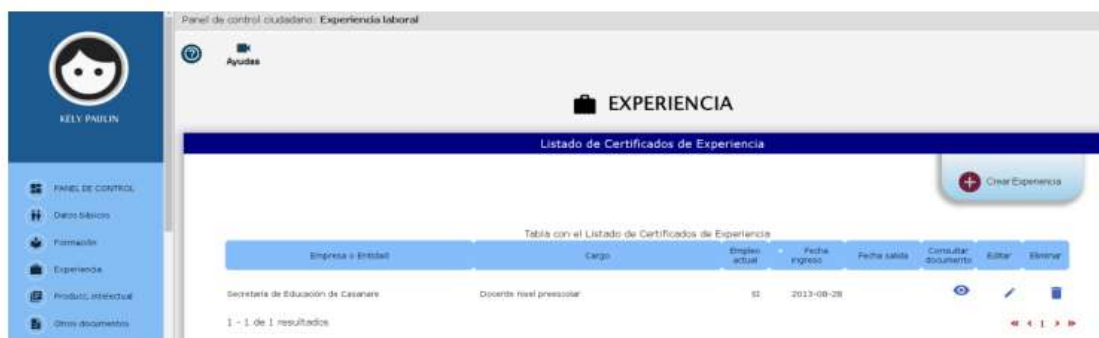 Panel de control ciudadano: Experiencia laboral
Ayudas
EXPERIENCIA
KELY PAULIN
Listado de Certificados de Experiencia
Crear Experiencia
PANEL DE CONTROL
Datos básicos
Formación
Experiencia
Produc. intelectual
Otros documentos
Tabla con el Listado de Certificados de Experiencia
Empresa o Entidad Cargo Empleo actual Fecha ingreso Fecha salida Consultar documento Editar Eliminar
Secretaria de Educación de Casanare Docente nivel preescolar SI 2013-08-28
1 - 1 de 1 resultados
1